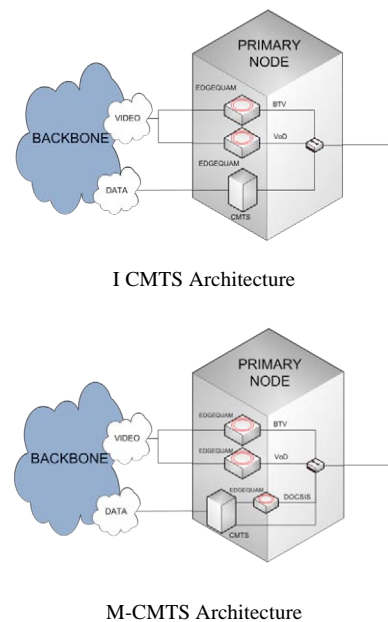 PRIMARY
NODE
EDGEQUAM
BTV
VIDEO
BACKBONE
VoD
EDGEQUAM
DATA
CMTS
I CMTS Architecture
PRIMARY
NODE
EDGEQUAM
BTV
VIDEO
EDGEQUAM
VoD
BACKBONE
EDGEQUAM
DOCSIS
DATA
CMTS
M-CMTS Architecture